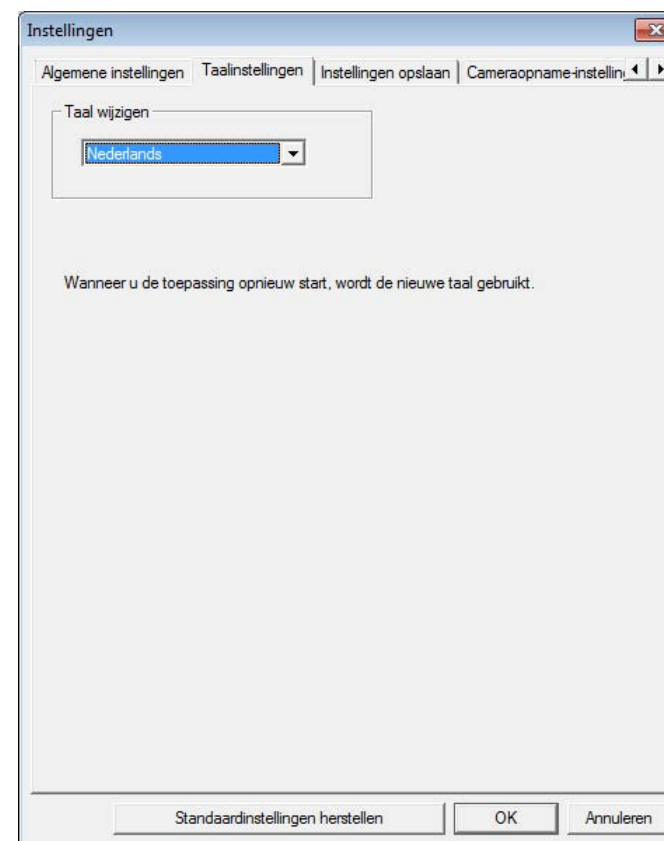 Instellingen
Algemene instellingen Taalinstellingen Instellingen opslaan Cameraopname-instelling
Taal wijzigen
Nederlands
Wanneer u de toepassing opnieuw start, wordt de nieuwe taal gebruikt.
Standaardinstellingen herstellen OK Annuleren